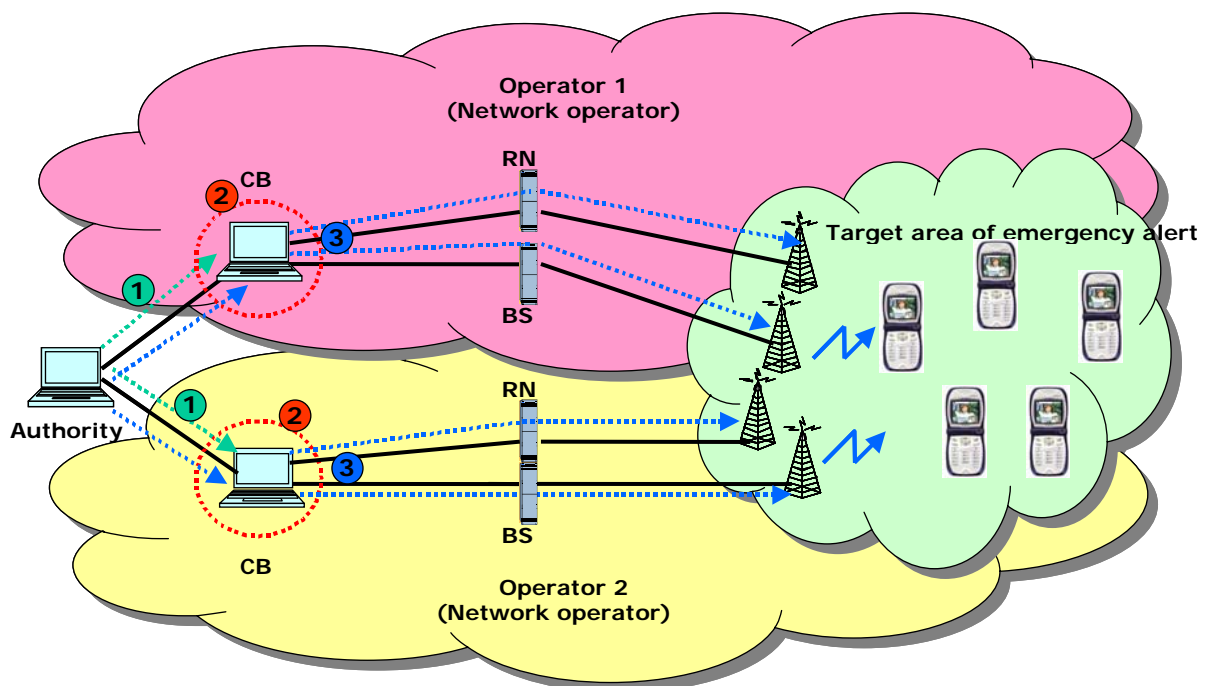 Operator 1
(Network operator)
RN
CB
2
3
Target area of emergency alert
1
BS
RN
1
2
Authority
3
BS
CB
Operator 2
(Network operator)